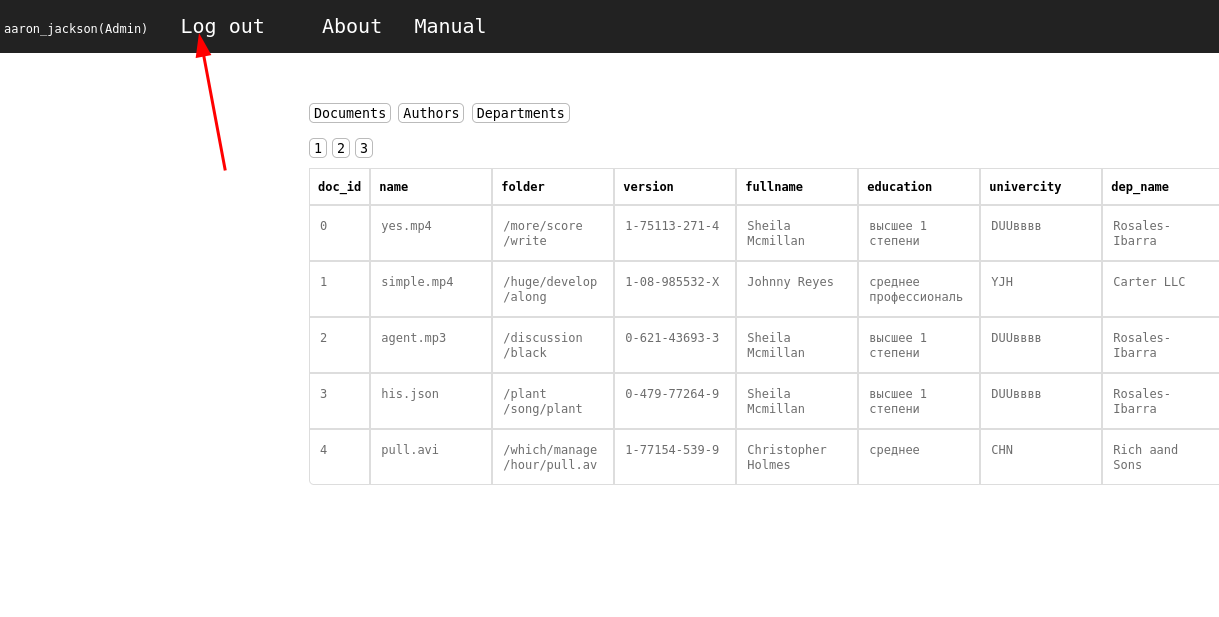 aaron_jackson(Admin) Log out About Manual
Documents Authors Departments
1 2 3
doc_id name folder version fullname education univercity dep_name
0 yes.mp4 /more/score 1-75113-271-4 Sheila высшее 1 DUUвввв Rosales-
/write Mcmillan степени Ibarra
1 simple.mp4 /huge/develop 1-08-985532-X Johnny Reyes среднее YJH Carter LLC
/along профессиональ
2 agent.mp3 /discussion 0-621-43693-3 Sheila высшее 1 DUUвввв Rosales-
/black Mcmillan степени Ibarra
3 his.json /plant 0-479-77264-9 Sheila высшее 1 DUUвввв Rosales-
/song/plant Mcmillan степени Ibarra
4 pull.avi /which/manage 1-77154-539-9 Christopher среднее CHN Rich aand
/hour/pull.av Holmes Sons